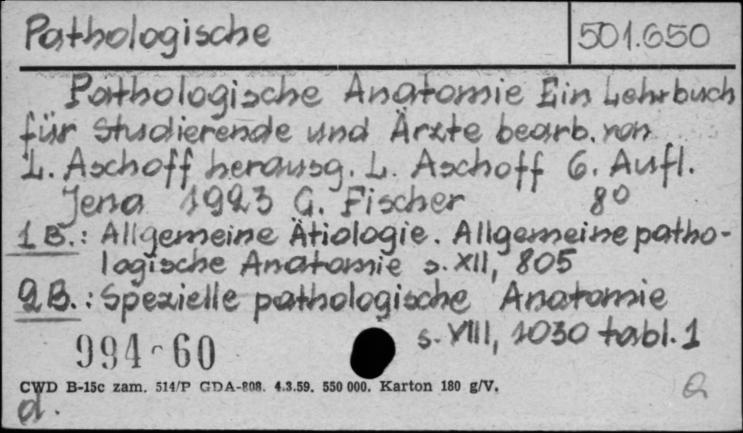 Pathologische
501.650
Pathologische Anatomie Ein Lehrbuch
für Studierende und Ärzte bearb. von
L. Aschoff herausg. L. Aschoff 6. Aufl.
Jena 1923 G. Fischer 8⁰
1 B.: Allgemeine Ätiologie. Allgemeine patho-
logische Anatomie s. XII, 805
2 B.: Spezielle pathologische Anatomie
s. VIII, 1030 tabl. 1
994-60
CWD B-15c zam. 514/P GDA-808. 4.3.59. 550 000. Karton 180 g/V.
d.